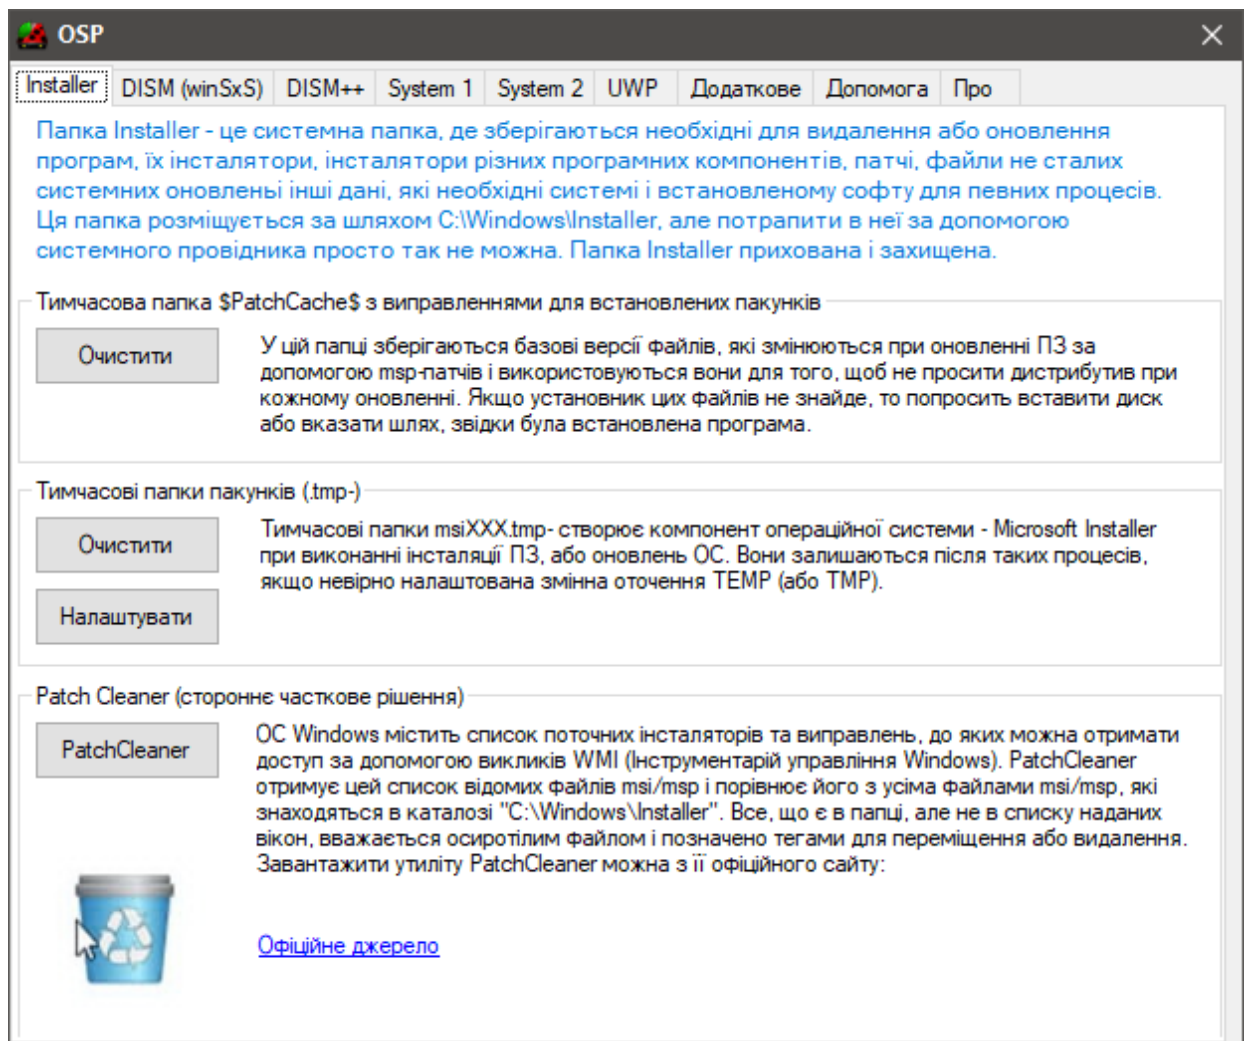 OSP
Installer DISM (winSxS) DISM++ System 1 System 2 UWP Додаткове Допомога Про
Папка Installer - це системна папка, де зберігаються необхідні для видалення або оновлення
програм, їх інсталятори, інсталятори різних програмних компонентів, патчі, файли не сталих
системних оновленьі інші дані, які необхідні системі і встановленому софту для певних процесів.
Ця папка розміщується за шляхом C:\Windows\Installer, але потрапити в неї за допомогою
системного провідника просто так не можна. Папка Installer прихована і захищена.
Тимчасова папка $PatchCache$ з виправленнями для встановлених пакунків
Очистити
У цій папці зберігаються базові версії файлів, які змінюються при оновленні ПЗ за
допомогою msp-патчів і використовуються вони для того, щоб не просити дистрибутив при
кожному оновленні. Якщо установник цих файлів не знайде, то попросить вставити диск
або вказати шлях, звідки була встановлена програма.
Тимчасові папки пакунків (.tmp-)
Очистити
Налаштувати
Тимчасові папки msiXXX.tmp- створює компонент операційної системи - Microsoft Installer
при виконанні інсталяції ПЗ, або оновлень ОС. Вони залишаються після таких процесів,
якщо невірно налаштована змінна оточення TEMP (або TMP).
Patch Cleaner (стороннє часткове рішення)
PatchCleaner
ОС Windows містить список поточних інсталяторів та виправлень, до яких можна отримати
доступ за допомогою викликів WMI (Інструментарій управління Windows). PatchCleaner
отримує цей список відомих файлів msi/msp і порівнює його з усіма файлами msi/msp, які
знаходяться в каталозі "C:\Windows\Installer". Все, що є в папці, але не в списку наданих
вікон, вважається осиротілим файлом і позначено тегами для переміщення або видалення.
Завантажити утиліту PatchCleaner можна з її офіційного сайту:
Офіційне джерело